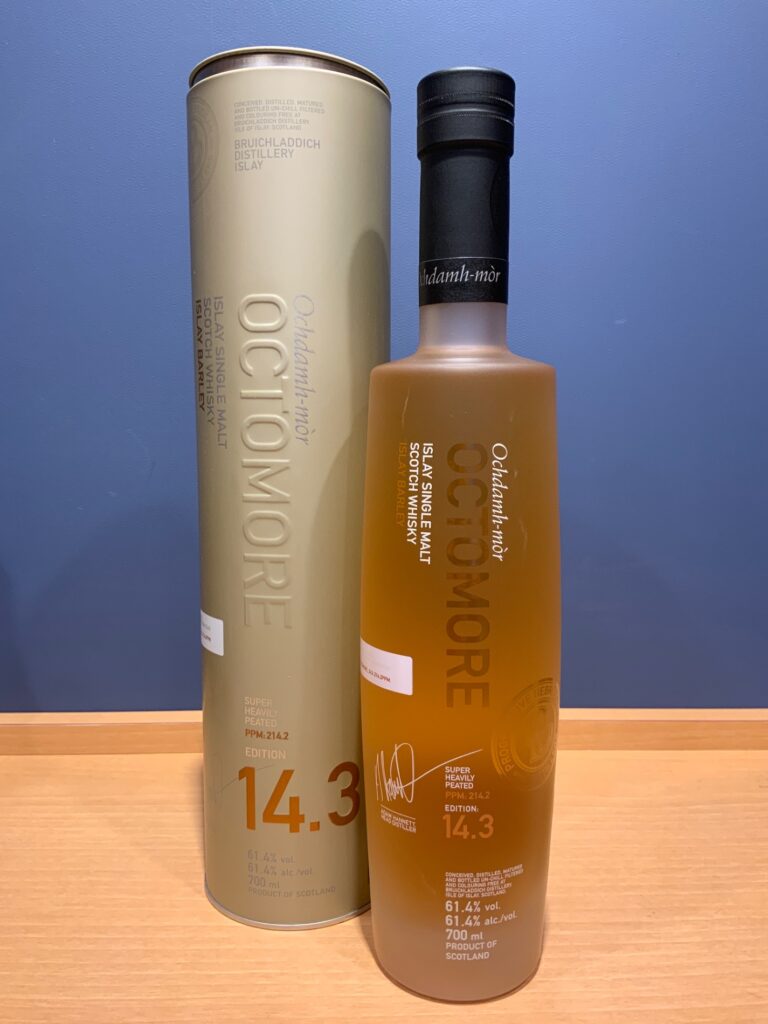 CONCEIVED, DISTILLED, MATURED
AND BOTTLED UN-CHILL FILTERED
AND COLOURING FREE AT
BRUICHLADDICH DISTILLERY,
ISLE OF ISLAY, SCOTLAND
BRUICHLADDICH
DISTILLERY
ISLAY
Ochdamh-mòr
OCTOMORE
ISLAY SINGLE MALT
SCOTCH WHISKY
ISLAY BARLEY
SUPER
HEAVILY
PEATED
PPM: 214.2
EDITION
14.3
61.4% vol.
61.4% alc./vol.
700 ml
PRODUCT OF SCOTLAND
chdamh-mòr
Ochdamh-mòr
OCTOMORE
ISLAY SINGLE MALT
SCOTCH WHISKY
ISLAY BARLEY
ADAM HANNETT
HEAD DISTILLER
SUPER
HEAVILY
PEATED
PPM: 214.2
EDITION:
14.3
CONCEIVED, DISTILLED, MATURED
AND BOTTLED UN-CHILL FILTERED
AND COLOURING FREE AT
BRUICHLADDICH DISTILLERY,
ISLE OF ISLAY, SCOTLAND
61.4% vol.
61.4% alc./vol.
700 ml
PRODUCT OF
SCOTLAND